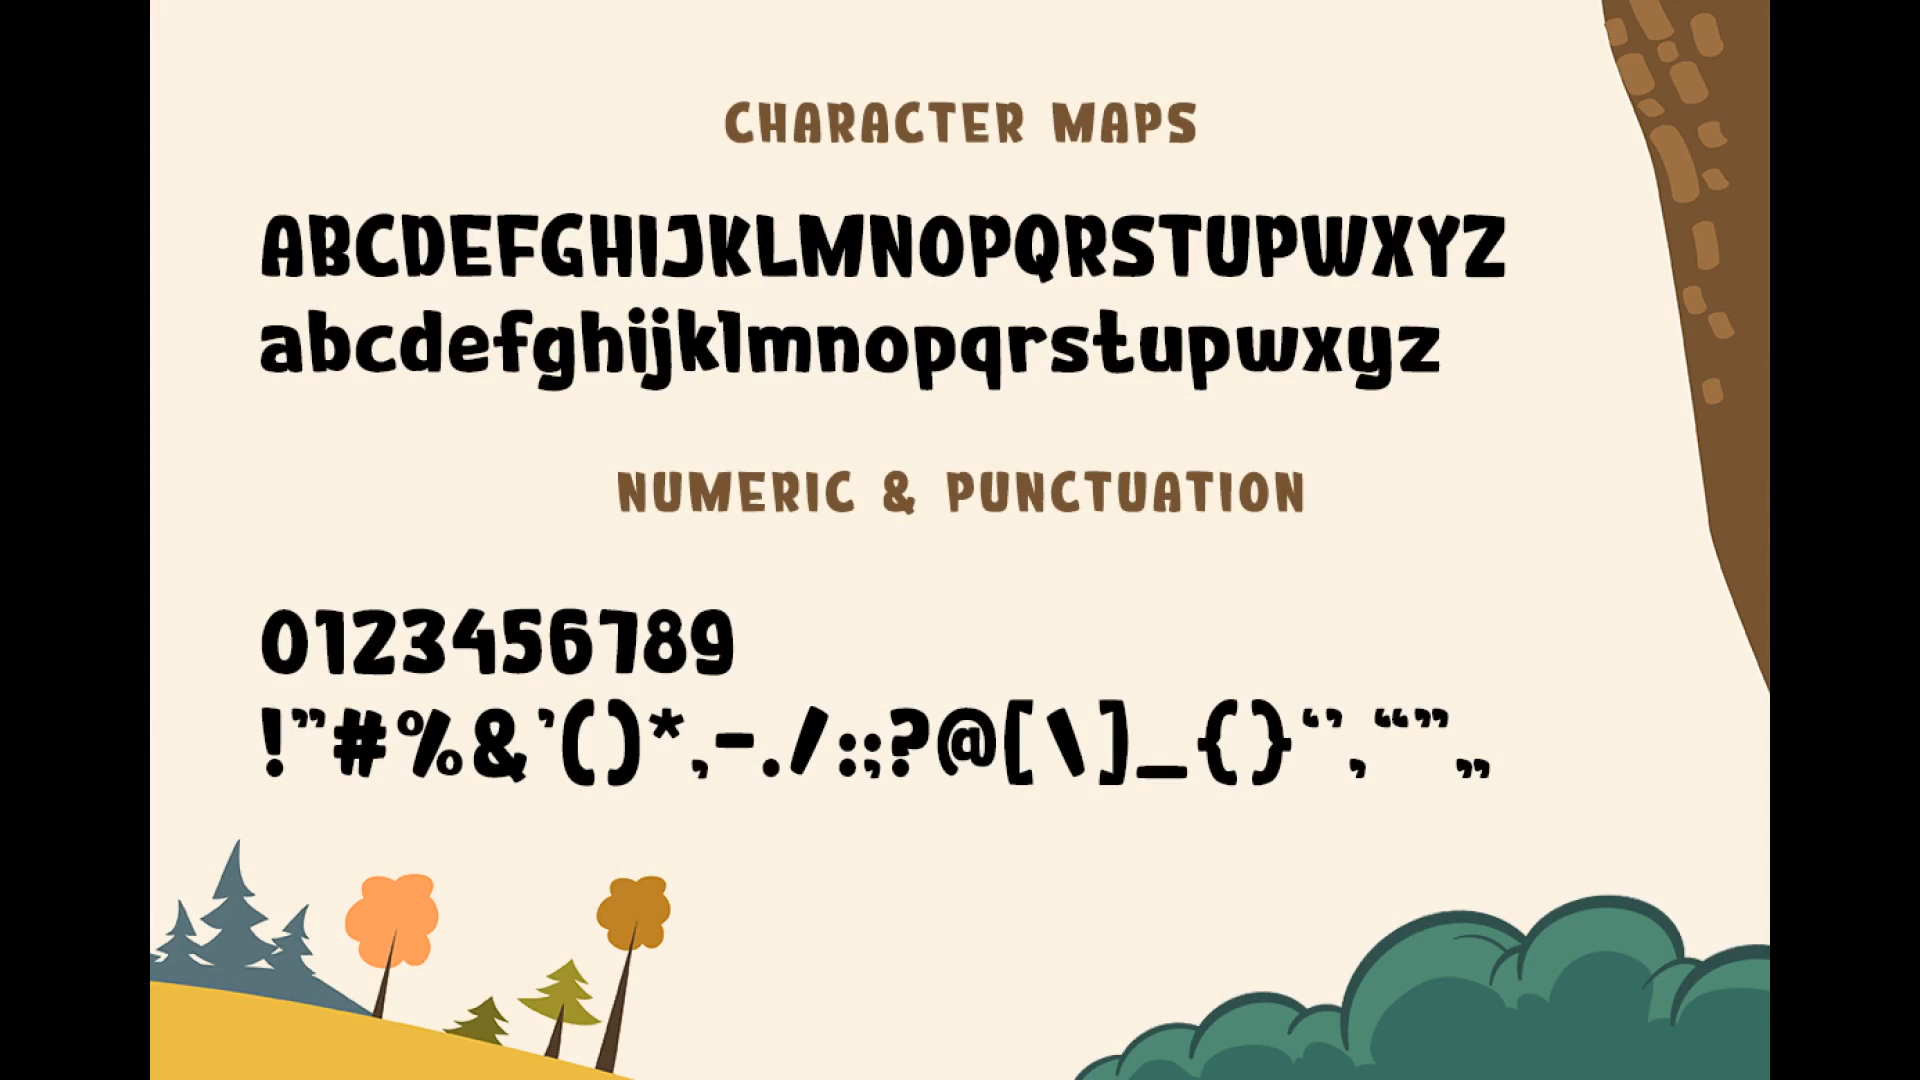 CHARACTER MAPS
ABCDEFGHIJKLMNOPQRSTUPWXYZ
abcdefghijklmnopqrstupwxyz
NUMERIC & PUNCTUATION
0123456789
!”#%&’()*,-./:;?@[\]_{}‘’,“”„